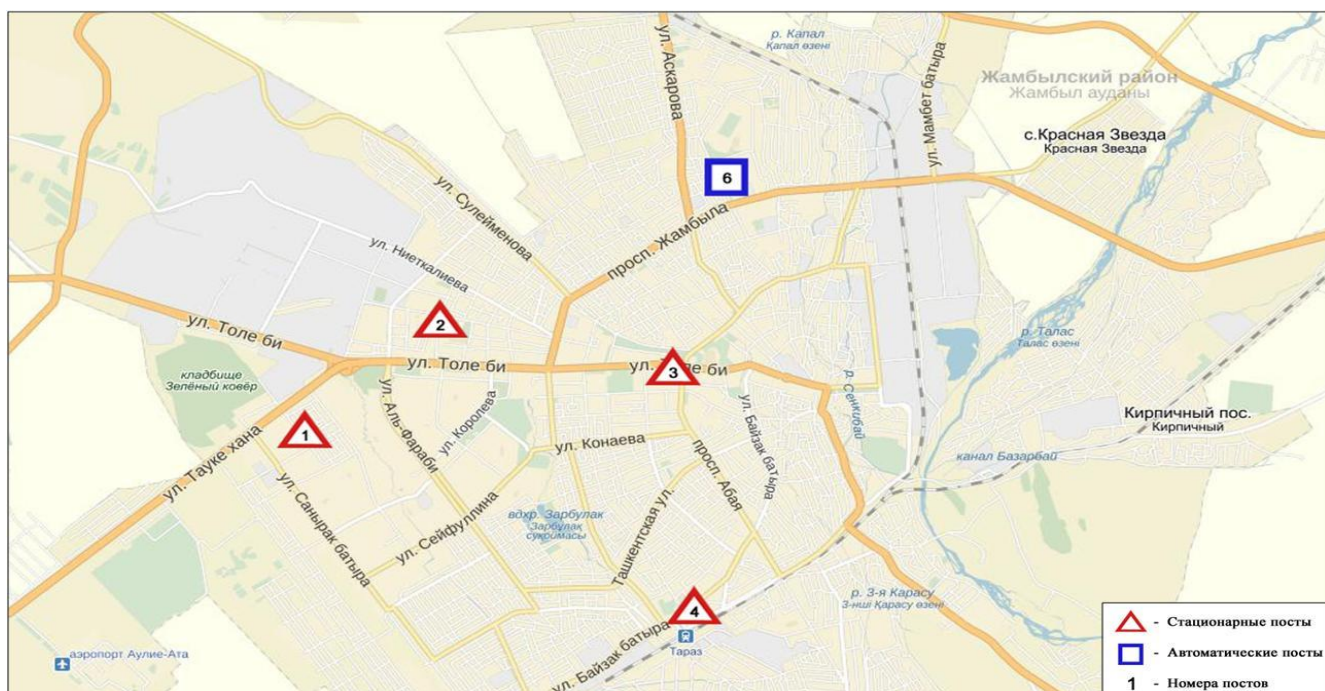 р. Капал
Қапал өзені
ул. Аскарова
ул. Мамбет батыра
Жамбылский район
Жамбыл ауданы
с.Красная Звезда
Красная Звезда
6
ул. Сулейменова
просп. Жамбыла
ул. Ниеткалиева
2
ул. Толе би
ул. Толе би
ул. Толе би
3
р. Талас
Талас өзені
кладбище
Зелёный ковёр
р. Сенкибай
ул. Аль-Фараби
ул. Королева
ул. Байзак батыра
Кирпичный пос.
Кирпичный
1
ул. Тауке хана
ул. Конаева
просп. Абая
канал Базарбай
ул. Санырак батыра
ул. Сейфуллина
вдхр. Зарбулак
Зарбұлақ
суқоймасы
Ташкентская ул.
р. 3-я Карасу
3-нші Қарасу өзені
4
ул. Байзак батыра
Тараз
аэропорт Аулие-Ата
- Стационарные посты
- Автоматические посты
1 - Номера постов